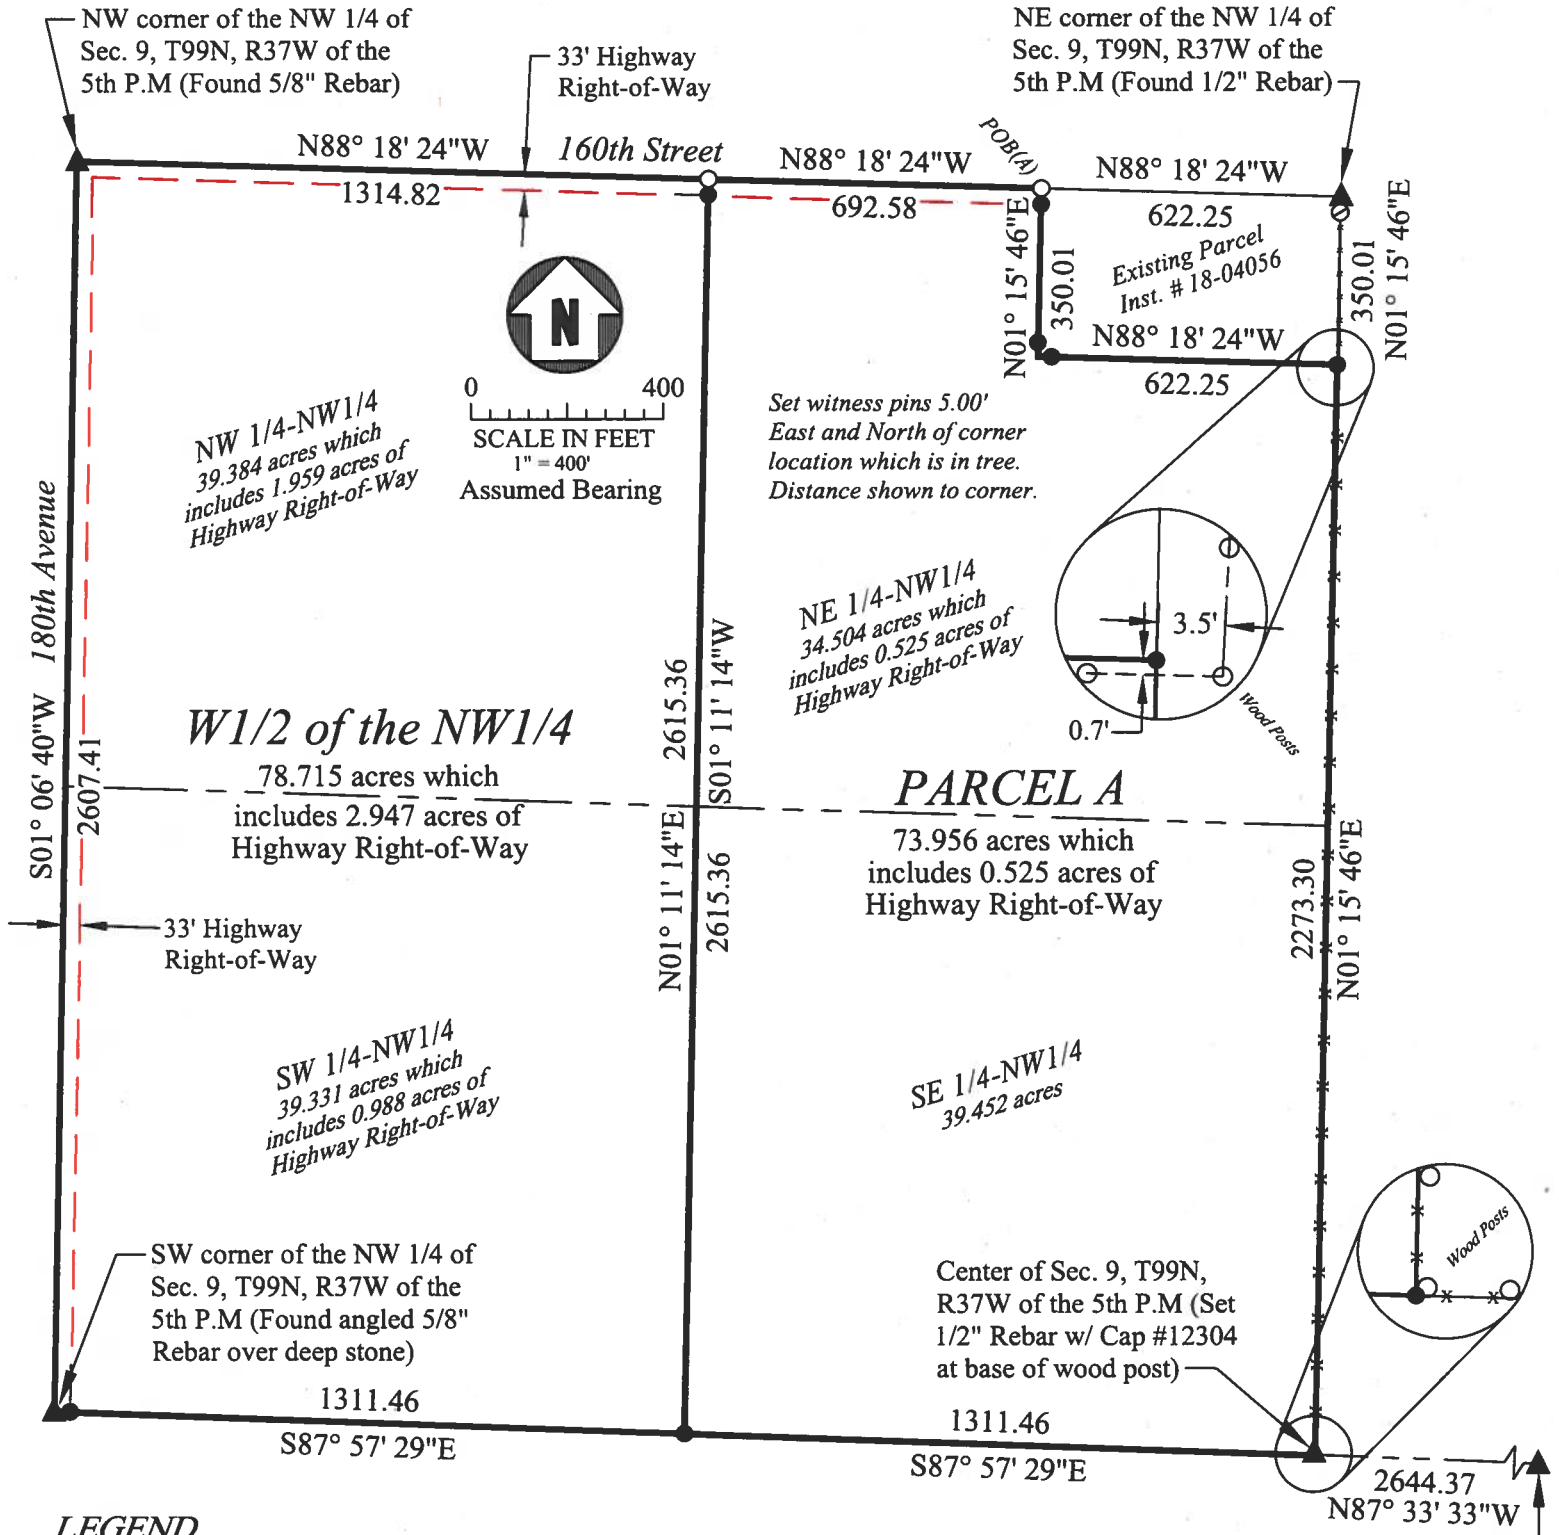 NW corner of the NW 1/4 of
Sec. 9, T99N, R37W of the
5th P.M (Found 5/8" Rebar)
33' Highway
Right-of-Way
NE corner of the NW 1/4 of
Sec. 9, T99N, R37W of the
5th P.M (Found 1/2" Rebar)
N88° 18' 24"W
160th Street
N88° 18' 24"W
POB(A)
N88° 18' 24"W
1314.82
692.58
622.25
N01° 15' 46"E
350.01
Existing Parcel
Inst. # 18-04056
350.01
N01° 15' 46"E
N88° 18' 24"W
622.25
N
0 400
SCALE IN FEET
1" = 400'
Assumed Bearing
Set witness pins 5.00'
East and North of corner
location which is in tree.
Distance shown to corner.
NW 1/4-NW1/4
39.384 acres which
includes 1.959 acres of
Highway Right-of-Way
NE 1/4-NW1/4
34.504 acres which
includes 0.525 acres of
Highway Right-of-Way
3.5'
0.7'
Wood Posts
180th Avenue
S01° 06' 40"W
2607.41
W1/2 of the NW1/4
78.715 acres which
includes 2.947 acres of
Highway Right-of-Way
2615.36
S01° 11' 14"W
N01° 11' 14"E
2615.36
PARCEL A
73.956 acres which
includes 0.525 acres of
Highway Right-of-Way
2273.30
N01° 15' 46"E
33' Highway
Right-of-Way
SW 1/4-NW1/4
39.331 acres which
includes 0.988 acres of
Highway Right-of-Way
SE 1/4-NW1/4
39.452 acres
SW corner of the NW 1/4 of
Sec. 9, T99N, R37W of the
5th P.M (Found angled 5/8"
Rebar over deep stone)
Center of Sec. 9, T99N,
R37W of the 5th P.M (Set
1/2" Rebar w/ Cap #12304
at base of wood post)
Wood Posts
1311.46
S87° 57' 29"E
1311.46
S87° 57' 29"E
2644.37
N87° 33' 33"W
LEGEND